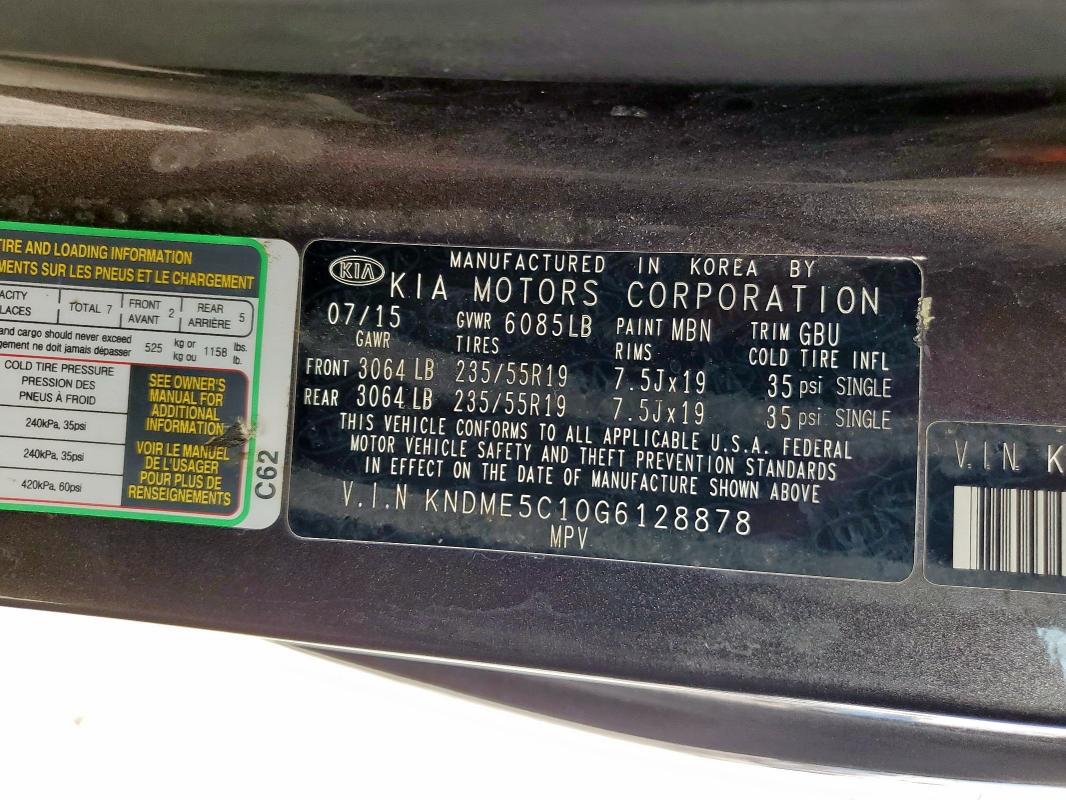 TIRE AND LOADING INFORMATION
SUR LES PNEUS ET LE CHARGEMENT
TOTAL 7 FRONT AVANT 2 REAR ARRIÈRE 5
and cargo should never exceed
ne doit jamais dépasser
525 kg or kg ou 1158 lbs. lb.
COLD TIRE PRESSURE
PRESSION DES
PNEUS À FROID
240kPa, 35psi
240kPa, 35psi
420kPa, 60psi
SEE OWNER'S
MANUAL FOR
ADDITIONAL
INFORMATION
VOIR LE MANUEL
DE L'USAGER
POUR PLUS DE
RENSEIGNEMENTS
C62
KIA
MANUFACTURED IN KOREA BY
KIA MOTORS CORPORATION
07/15 GVWR 6085LB PAINT MBN TRIM GBU
GAWR TIRES RIMS COLD TIRE INFL
FRONT 3064 LB 235/55R19 7.5Jx19 35 psi SINGLE
REAR 3064 LB 235/55R19 7.5Jx19 35 psi SINGLE
THIS VEHICLE CONFORMS TO ALL APPLICABLE U.S.A. FEDERAL
MOTOR VEHICLE SAFETY AND THEFT PREVENTION STANDARDS
IN EFFECT ON THE DATE OF MANUFACTURE SHOWN ABOVE
V.I.N KNDME5C10G6128878
MPV
V.I.N K